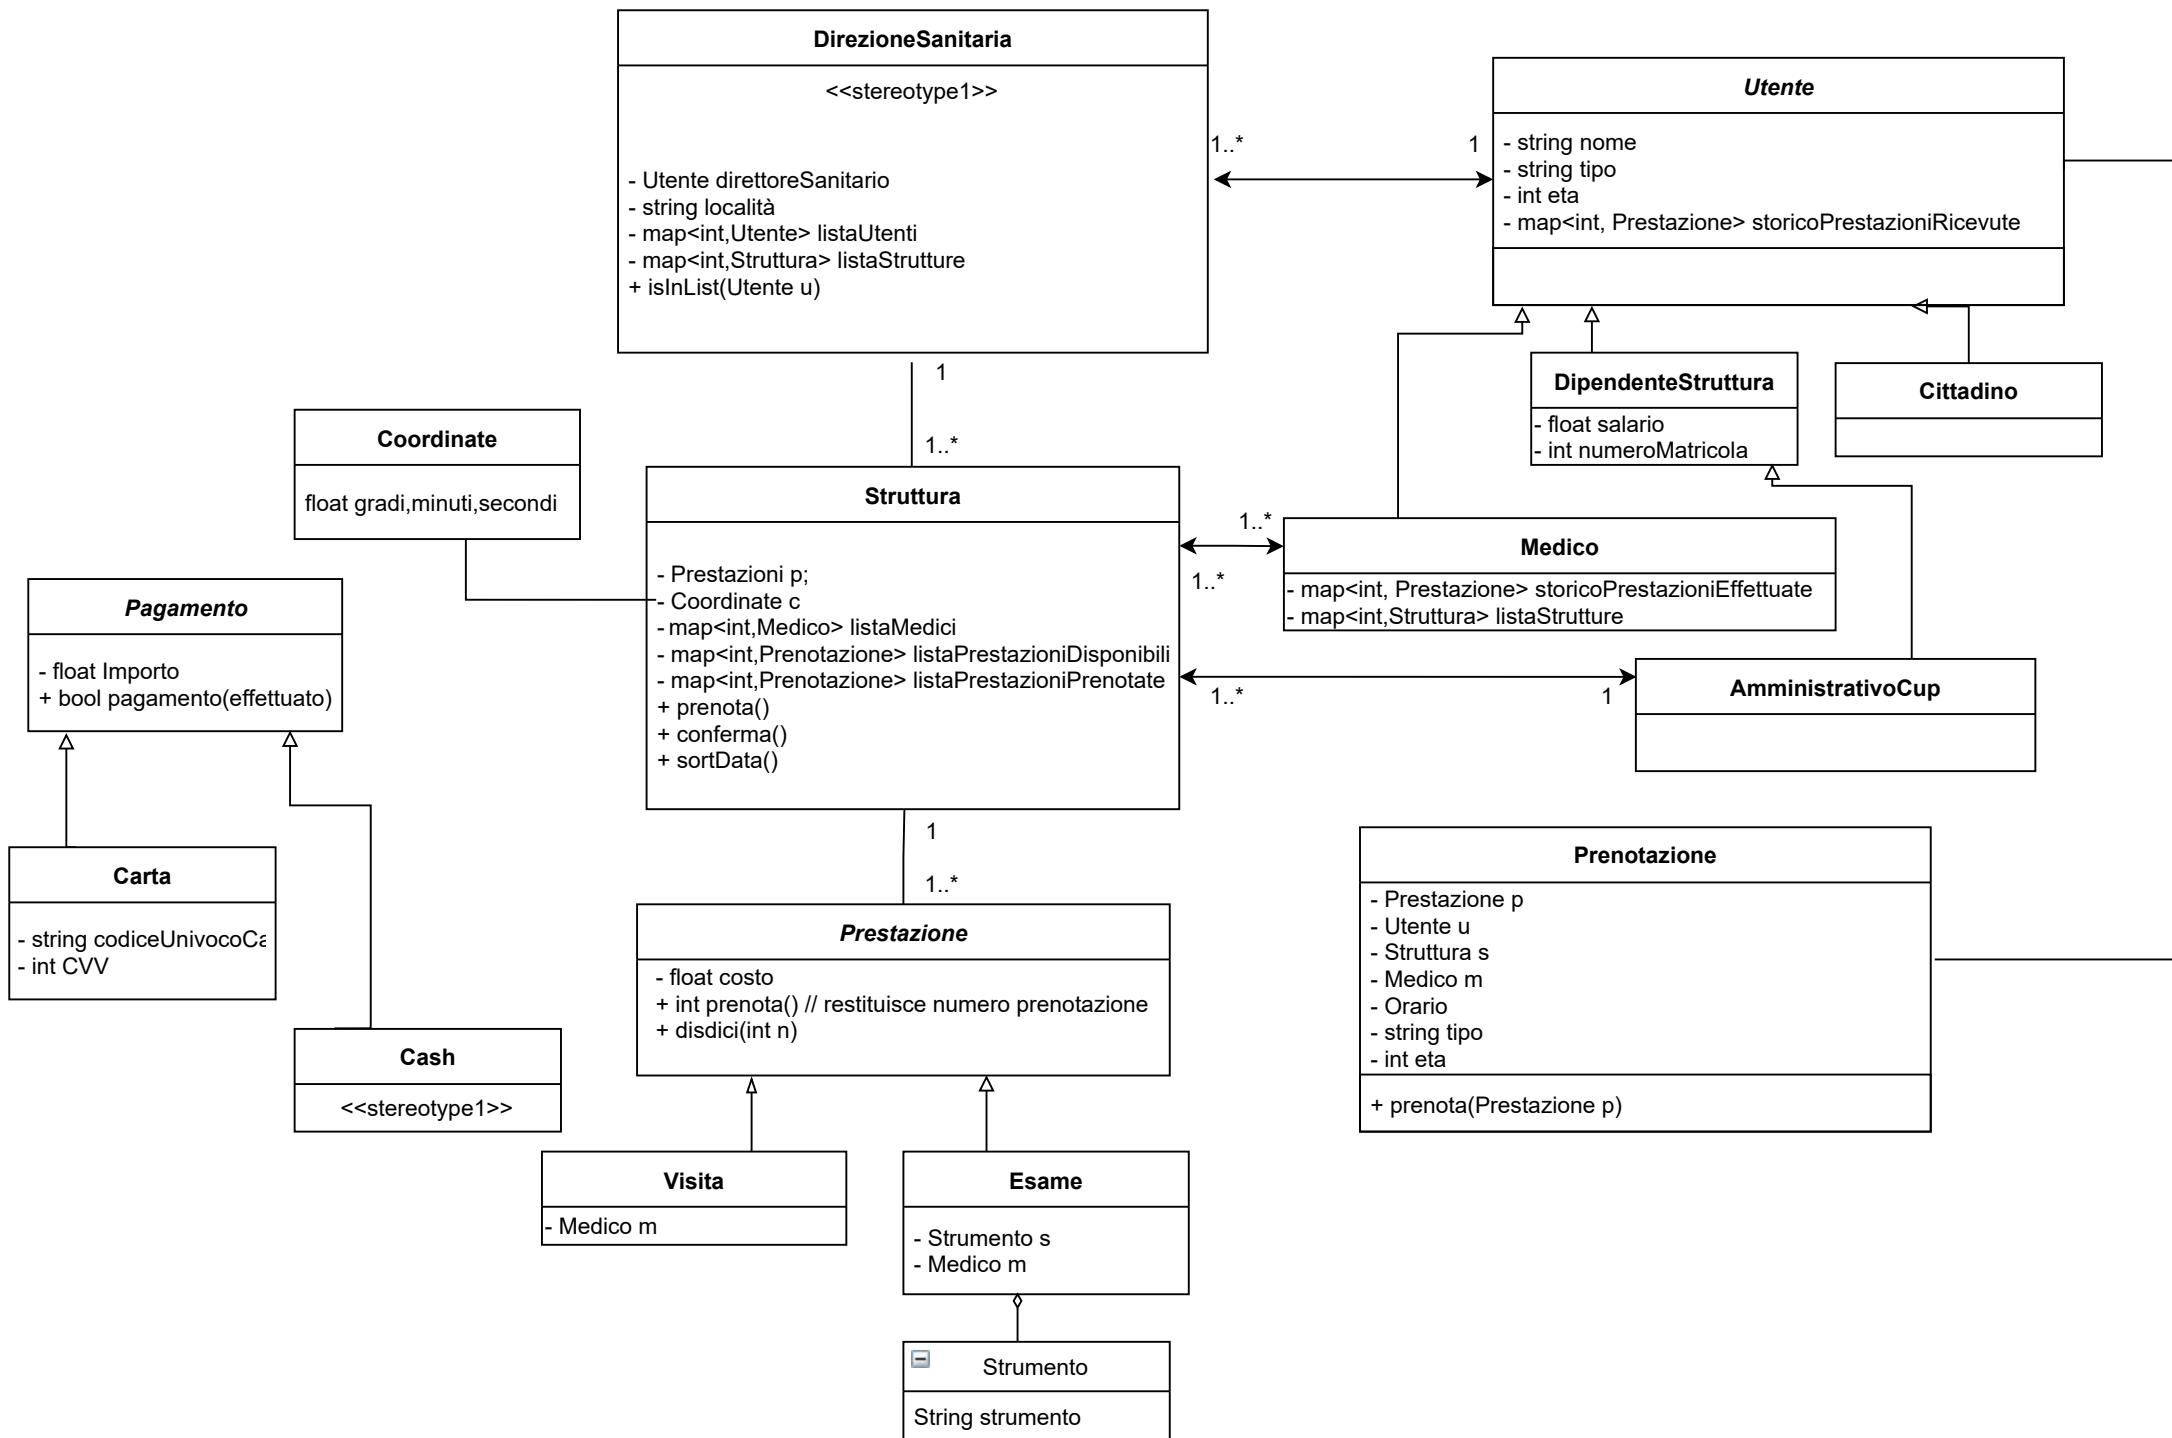 DirezioneSanitaria
<<stereotype1>>
- Utente direttoreSanitario
- string località
- map<int,Utente> listaUtenti
- map<int,Struttura> listaStrutture
+ isInList(Utente u)
1..*
1
Utente
- string nome
- string tipo
- int eta
- map<int, Prestazione> storicoPrestazioniRicevute
1
1..*
DipendenteStruttura
- float salario
- int numeroMatricola
Cittadino
Coordinate
float gradi,minuti,secondi
Struttura
- Prestazioni p;
- Coordinate c
- map<int,Medico> listaMedici
- map<int,Prenotazione> listaPrestazioniDisponibili
- map<int,Prenotazione> listaPrestazioniPrenotate
+ prenota()
+ conferma()
+ sortData()
1..*
1..*
Medico
- map<int, Prestazione> storicoPrestazioniEffettuate
- map<int,Struttura> listaStrutture
1..*
1
AmministrativoCup
Pagamento
- float Importo
+ bool pagamento(effettuato)
Carta
- string codiceUnivocoCa
- int CVV
Cash
<<stereotype1>>
1
1..*
Prestazione
- float costo
+ int prenota() // restituisce numero prenotazione
+ disdici(int n)
Prenotazione
- Prestazione p
- Utente u
- Struttura s
- Medico m
- Orario
- string tipo
- int eta
+ prenota(Prestazione p)
Visita
- Medico m
Esame
- Strumento s
- Medico m
Strumento
String strumento